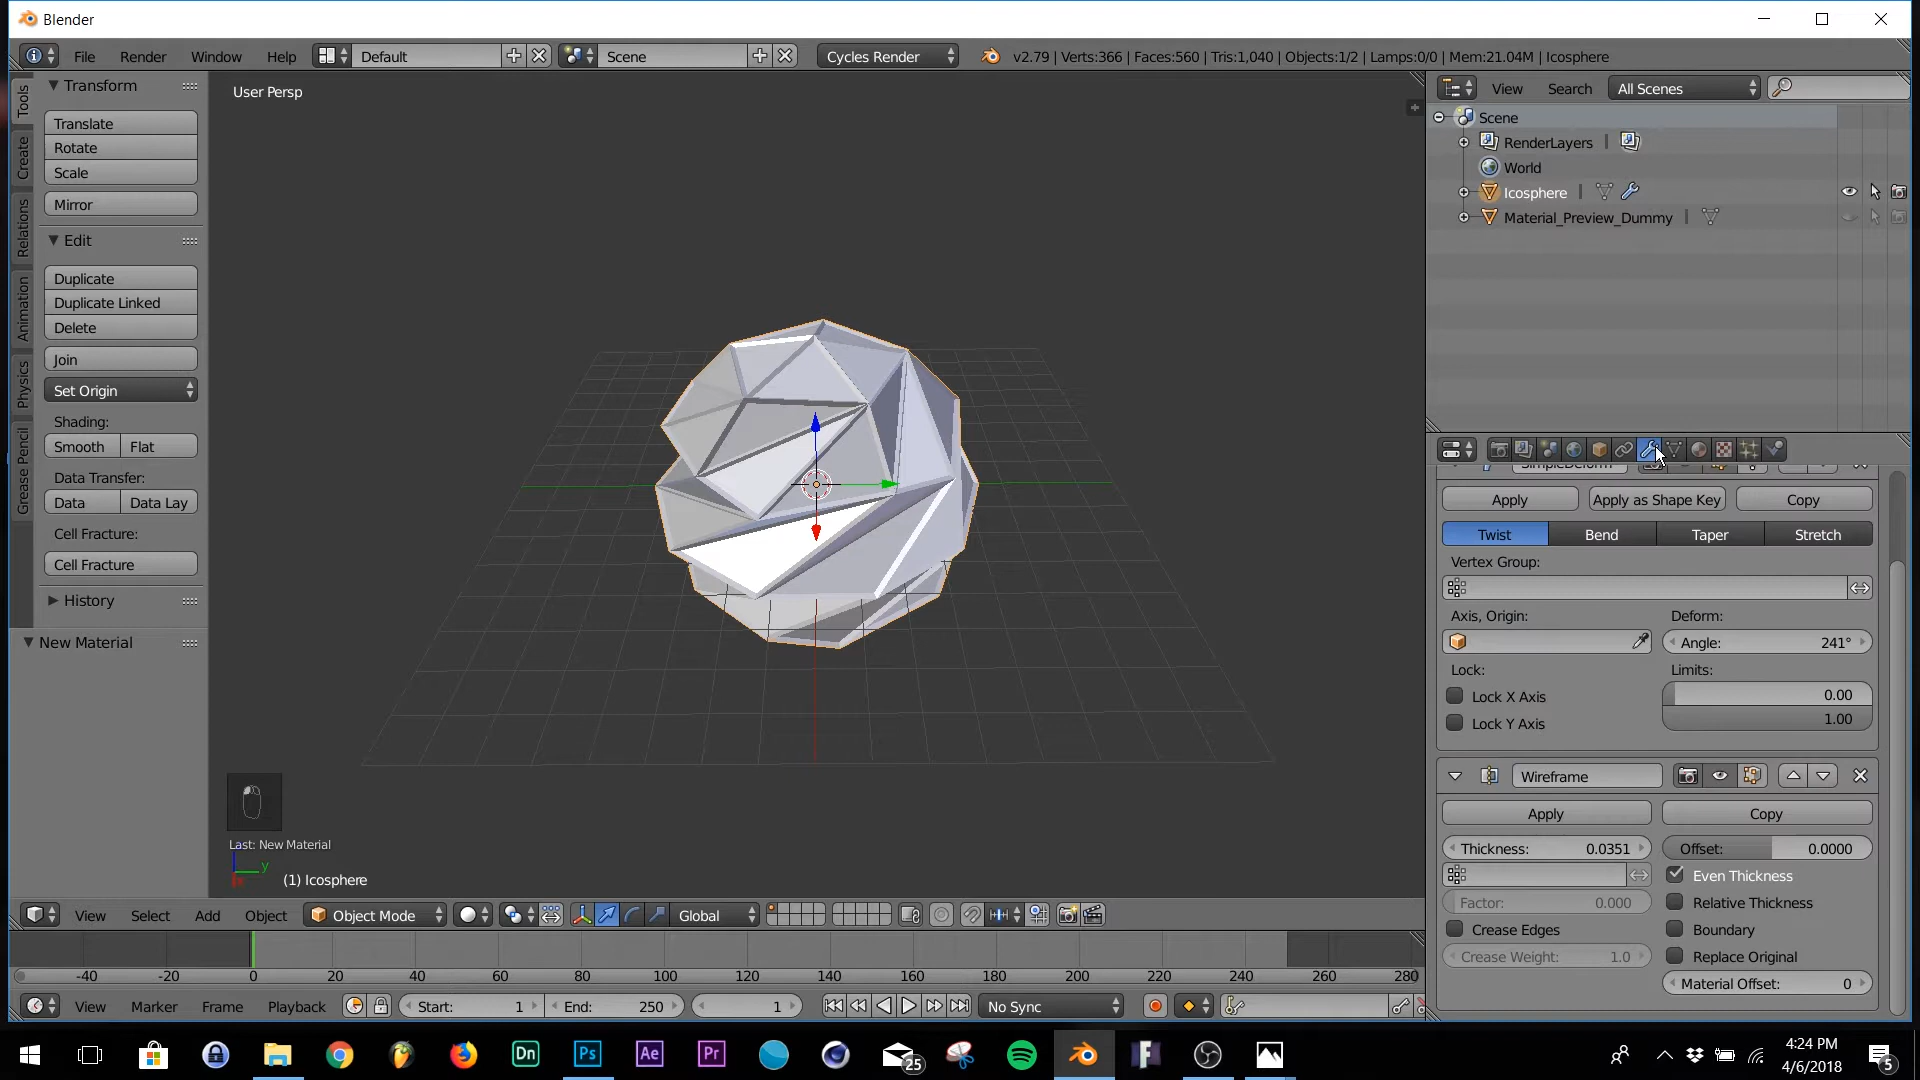 Blender
File Render Window Help Default Scene Cycles Render v2.79 | Verts:366 | Faces:560 | Tris:1,040 | Objects:1/2 | Lamps:0/0 | Mem:21.04M | Icosphere
Tools
Create
Relations
Animation
Physics
Grease Pencil
Transform
Translate
Rotate
Scale
Mirror
Edit
Duplicate
Duplicate Linked
Delete
Join
Set Origin
Shading:
Smooth Flat
Data Transfer:
Data Data Lay
Cell Fracture:
Cell Fracture
History
New Material
User Persp
Last: New Material
y
(1) Icosphere
View Select Add Object Object Mode Global
-40 -20 0 20 40 60 80 100 120 140 160 180 200 220 240 260 280
View Marker Frame Playback Start: 1 End: 250 1 No Sync
View Search All Scenes
Scene
RenderLayers
World
Icosphere
Material_Preview_Dummy
SimpleDeform
Apply Apply as Shape Key Copy
Twist Bend Taper Stretch
Vertex Group:
Axis, Origin: Deform:
Angle: 241°
Lock: Limits:
Lock X Axis 0.00
Lock Y Axis 1.00
Wireframe
Apply Copy
Thickness: 0.0351 Offset: 0.0000
Even Thickness
Factor: 0.000 Relative Thickness
Crease Edges Boundary
Crease Weight: 1.0 Replace Original
Material Offset: 0
Dn Ps Ae Pr 25
4:24 PM
4/6/2018
5